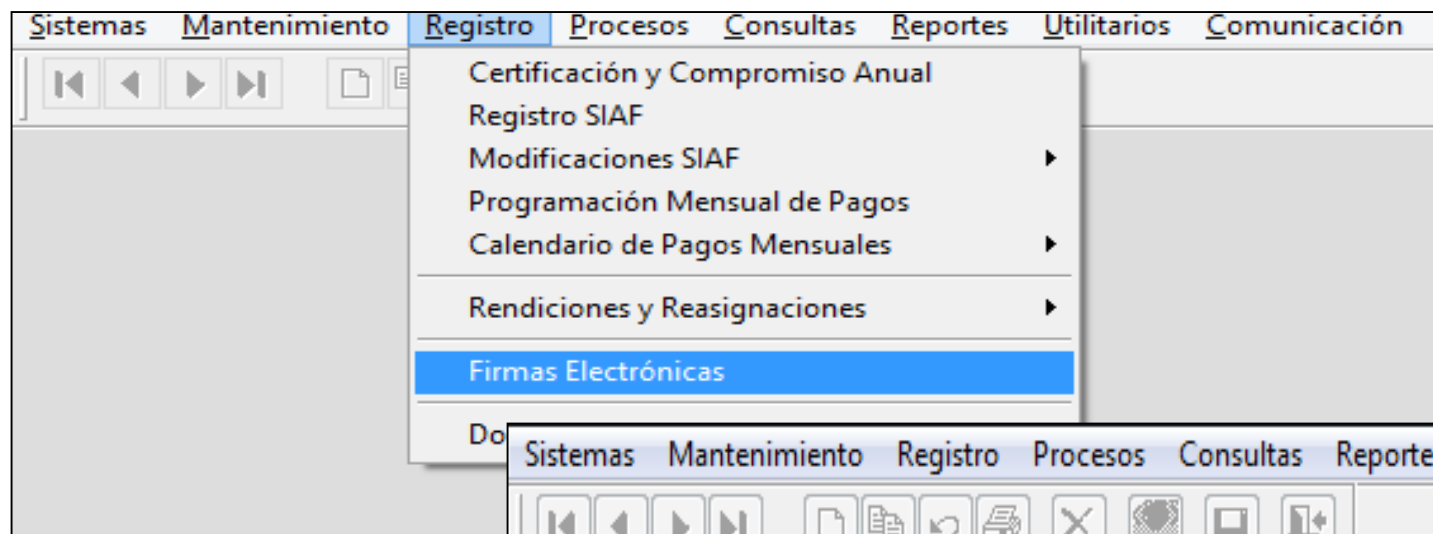 Sistemas Mantenimiento Registro Procesos Consultas Reportes Utilitarios Comunicación
Certificación y Compromiso Anual
Registro SIAF
Modificaciones SIAF
Programación Mensual de Pagos
Calendario de Pagos Mensuales
Rendiciones y Reasignaciones
Firmas Electrónicas
Sistemas Mantenimiento Registro Procesos Consultas Reporte